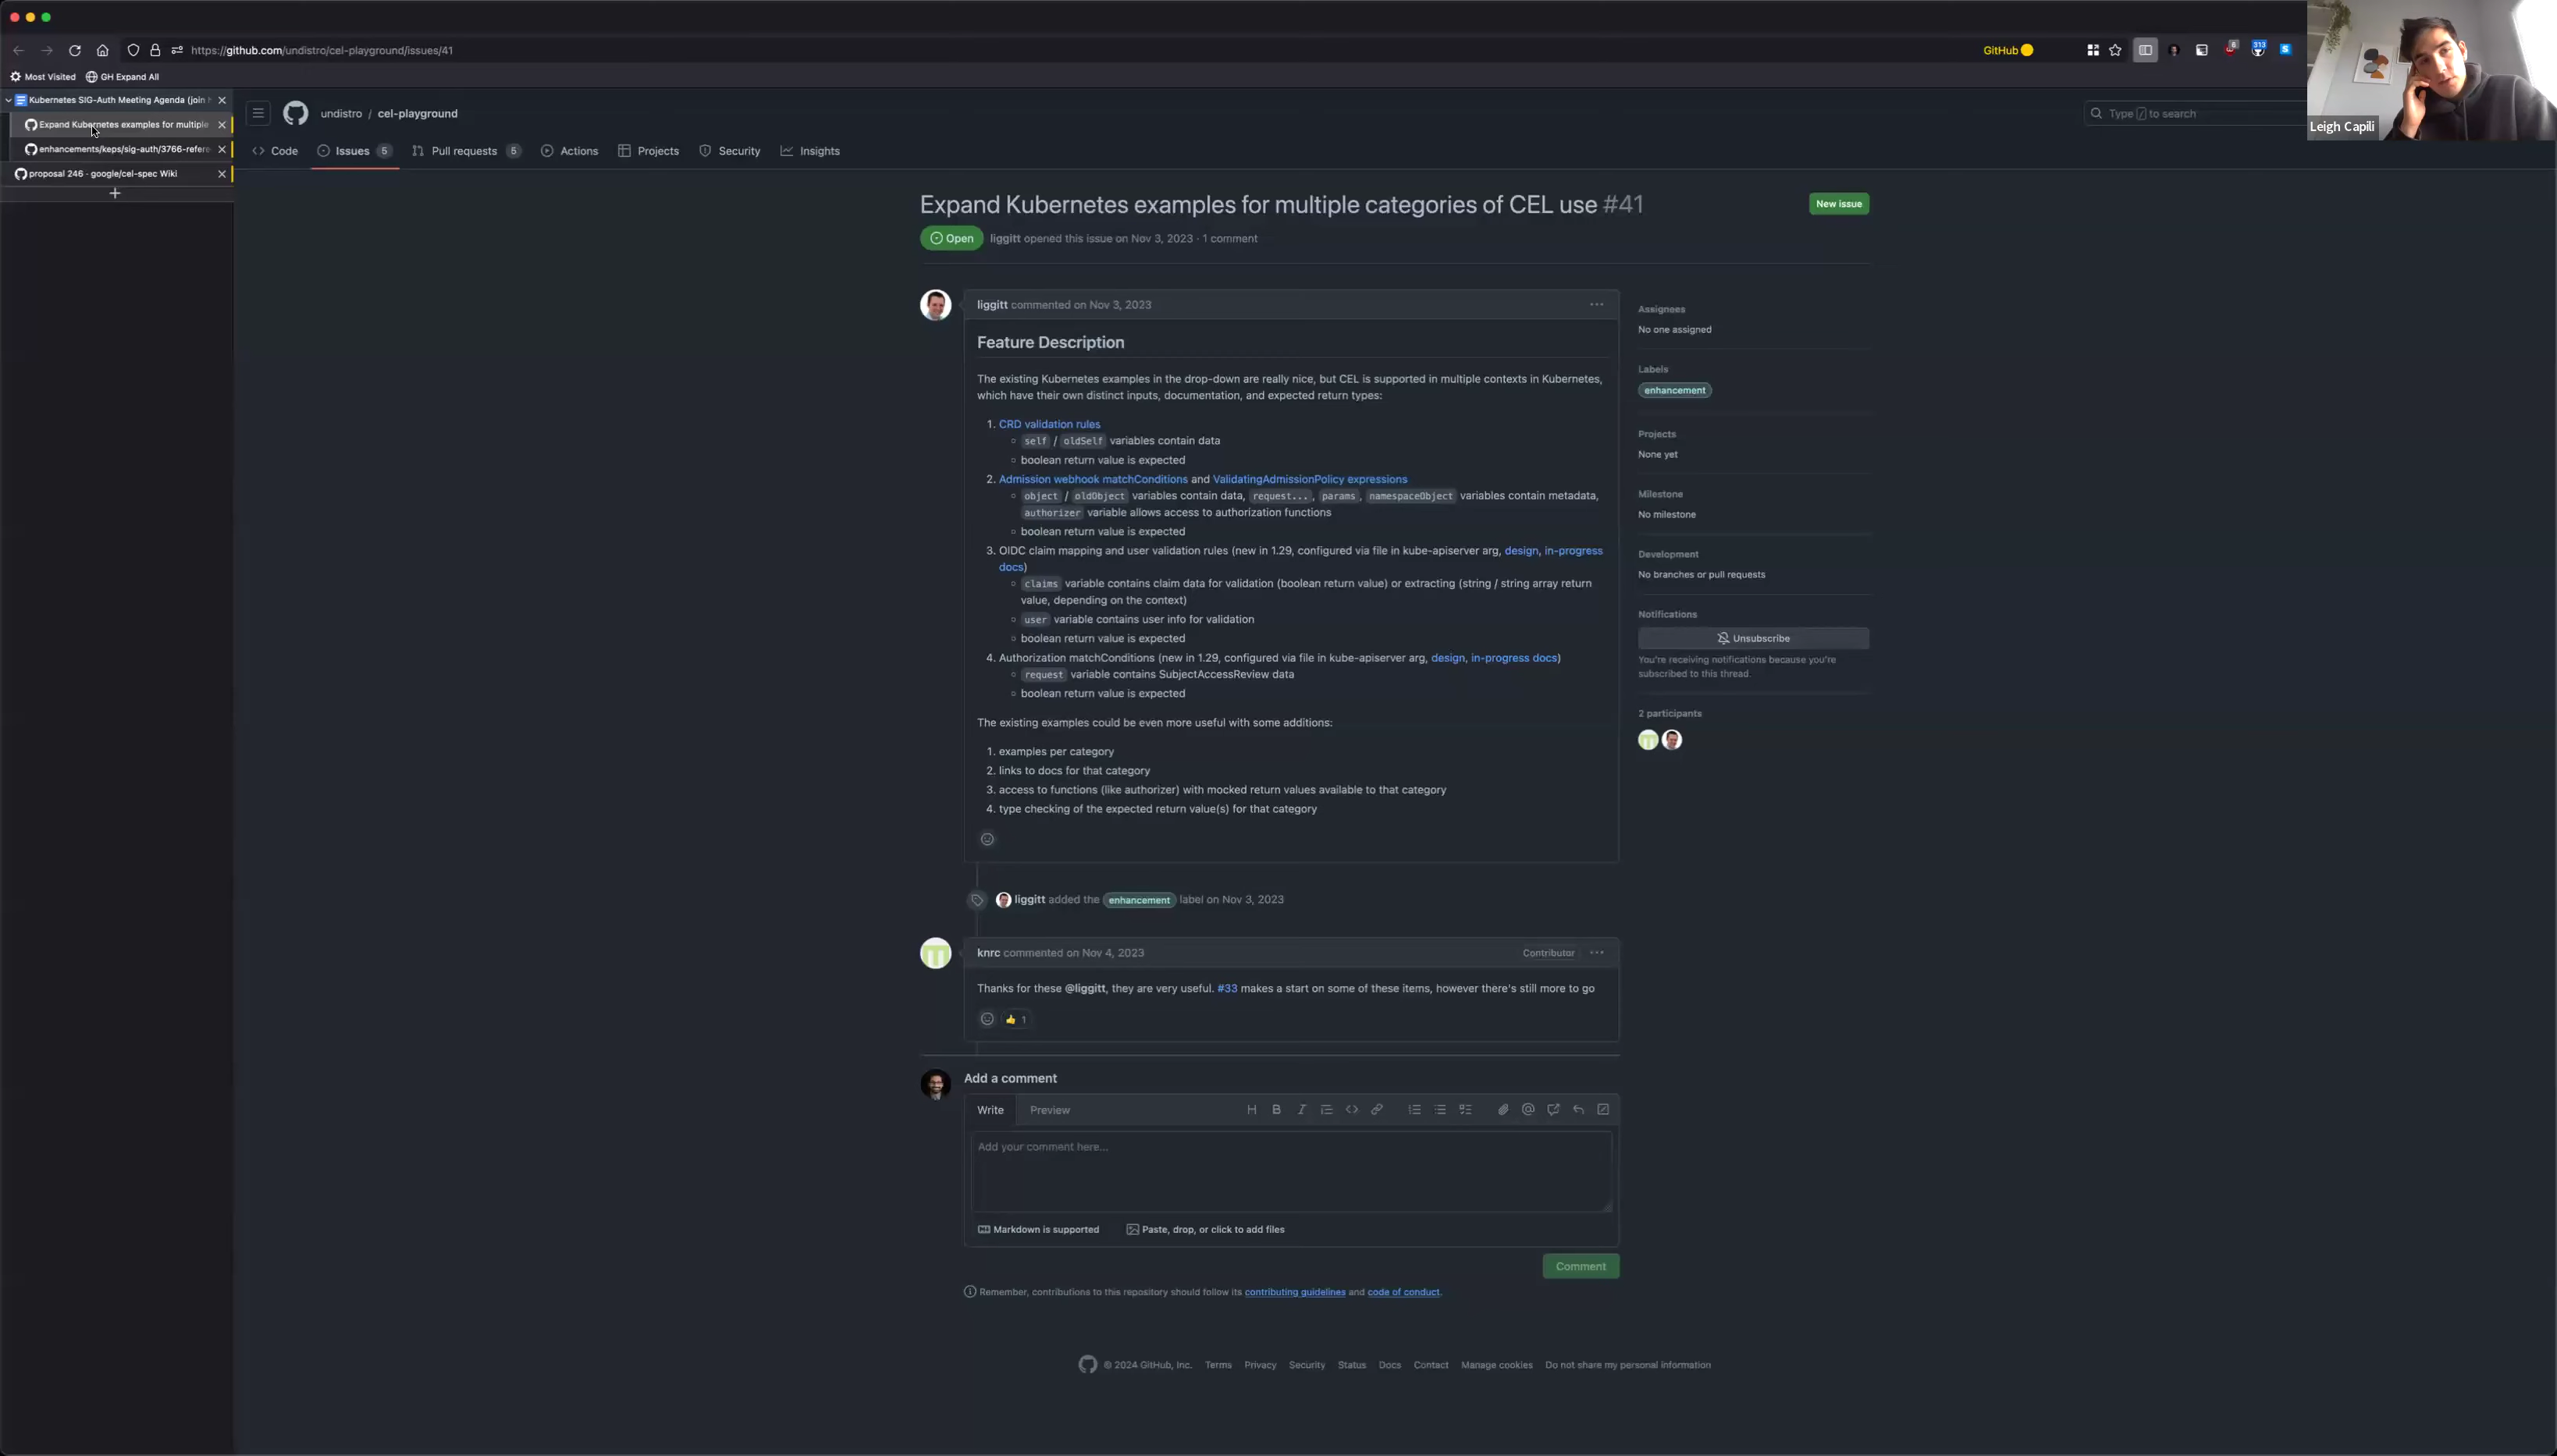 https://github.com/undistro/cel-playground/issues/41
GitHub
6
313
S
Most Visited
GH Expand All
Leigh Capili
Kubernetes SIG-Auth Meeting Agenda (join
Expand Kubernetes examples for multiple
enhancements/keps/sig-auth/3766-refere
proposal 246 · google/cel-spec Wiki
undistro / cel-playground
Type / to search
Code
Issues 5
Pull requests 5
Actions
Projects
Security
Insights
Expand Kubernetes examples for multiple categories of CEL use #41
New issue
Open
liggitt opened this issue on Nov 3, 2023 · 1 comment
liggitt commented on Nov 3, 2023
Feature Description
The existing Kubernetes examples in the drop-down are really nice, but CEL is supported in multiple contexts in Kubernetes,
which have their own distinct inputs, documentation, and expected return types:
1. CRD validation rules
self / oldSelf variables contain data
boolean return value is expected
2. Admission webhook matchConditions and ValidatingAdmissionPolicy expressions
object / oldObject variables contain data, request..., params, namespaceObject variables contain metadata,
authorizer variable allows access to authorization functions
boolean return value is expected
3. OIDC claim mapping and user validation rules (new in 1.29, configured via file in kube-apiserver arg, design, in-progress
docs)
claims variable contains claim data for validation (boolean return value) or extracting (string / string array return
value, depending on the context)
user variable contains user info for validation
boolean return value is expected
4. Authorization matchConditions (new in 1.29, configured via file in kube-apiserver arg, design, in-progress docs)
request variable contains SubjectAccessReview data
boolean return value is expected
The existing examples could be even more useful with some additions:
1. examples per category
2. links to docs for that category
3. access to functions (like authorizer) with mocked return values available to that category
4. type checking of the expected return value(s) for that category
Assignees
No one assigned
Labels
enhancement
Projects
None yet
Milestone
No milestone
Development
No branches or pull requests
Notifications
Unsubscribe
You're receiving notifications because you're
subscribed to this thread.
2 participants
liggitt added the enhancement label on Nov 3, 2023
knrc commented on Nov 4, 2023
Contributor
Thanks for these @liggitt, they are very useful. #33 makes a start on some of these items, however there's still more to go
1
Add a comment
Write
Preview
Add your comment here...
Markdown is supported
Paste, drop, or click to add files
Comment
Remember, contributions to this repository should follow its contributing guidelines and code of conduct.
© 2024 GitHub, Inc. Terms Privacy Security Status Docs Contact Manage cookies Do not share my personal information